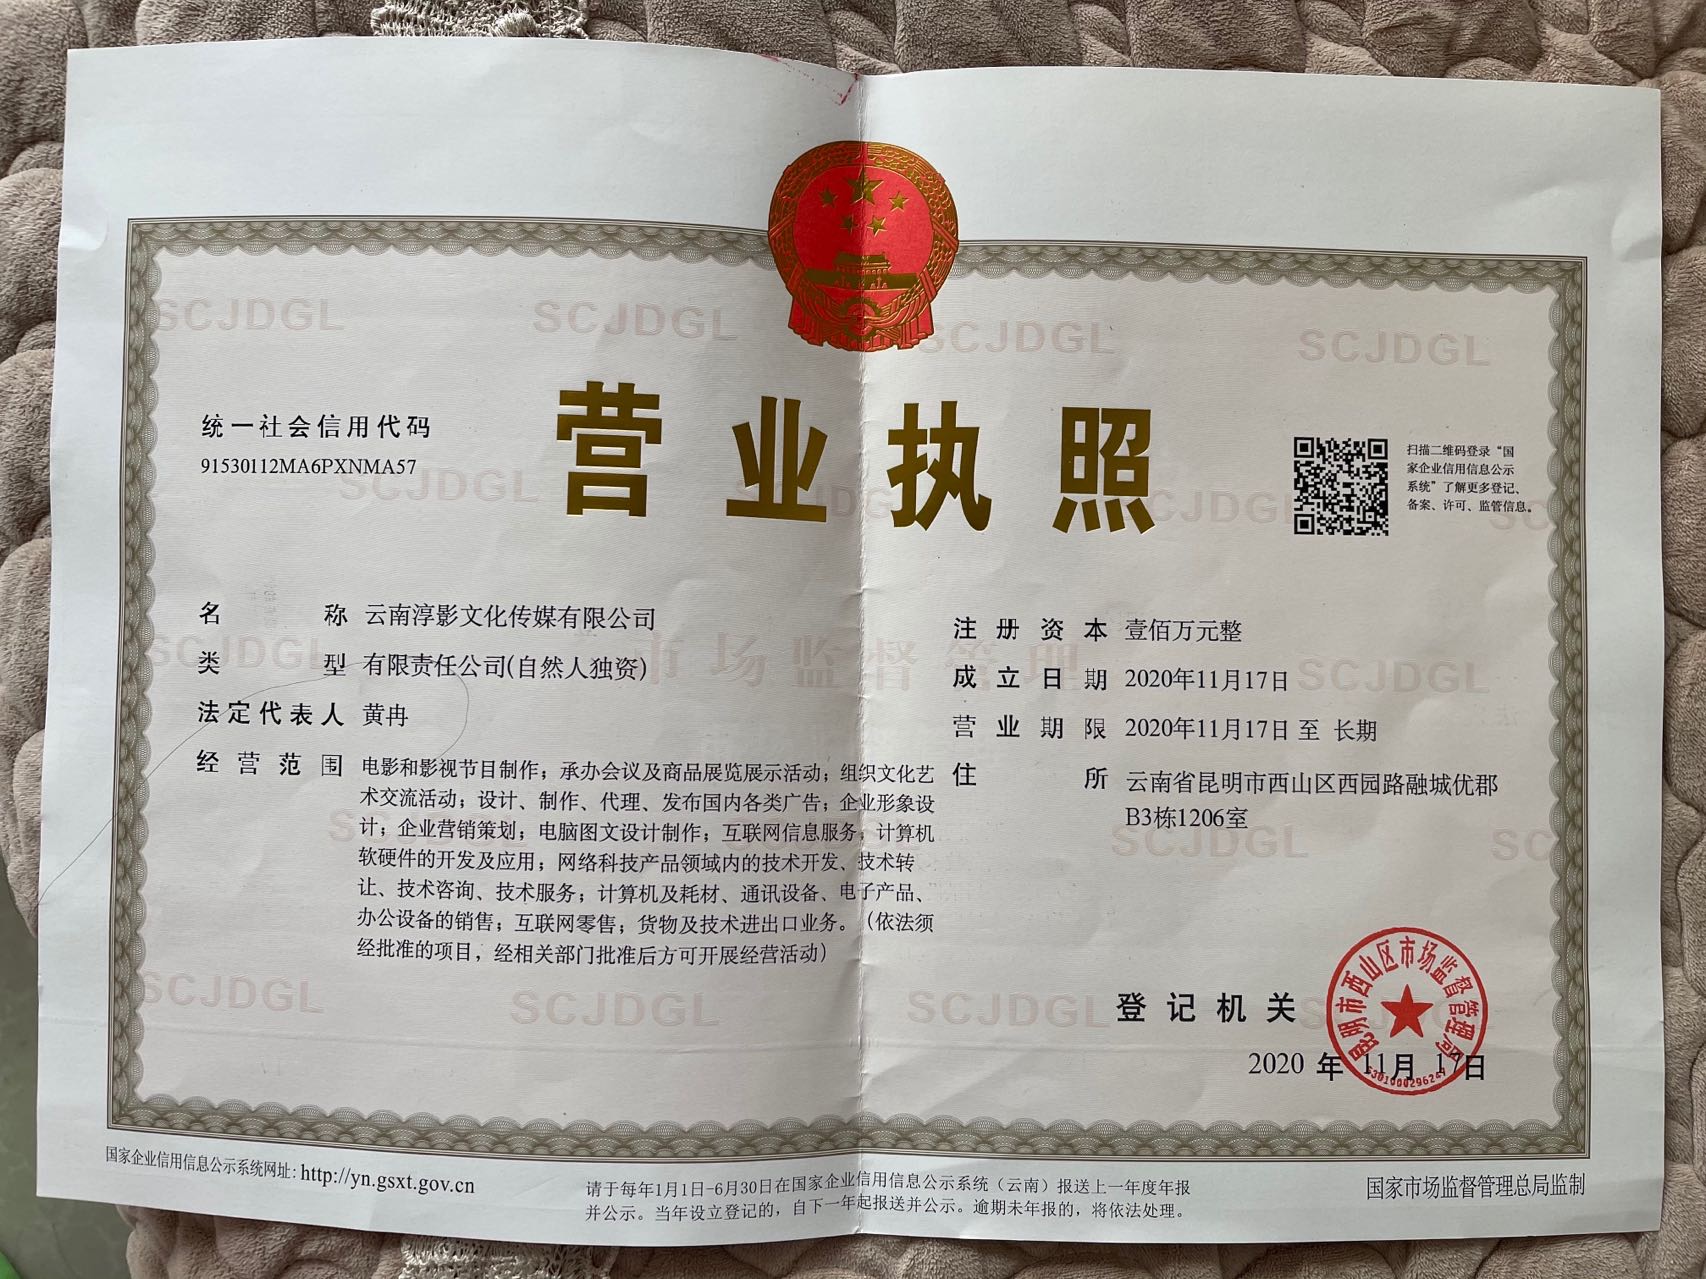 营业执照
统一社会信用代码
91530112MA6PXNMA57
扫描二维码登录“国
家企业信用信息公示
系统”了解更多登记、
备案、许可、监管信息。
名称 云南淳影文化传媒有限公司
类型 有限责任公司(自然人独资)
法定代表人 黄冉
经营范围 电影和影视节目制作；承办会议及商品展览展示活动；组织文化艺
术交流活动；设计、制作、代理、发布国内各类广告；企业形象设
计；企业营销策划；电脑图文设计制作；互联网信息服务；计算机
软硬件的开发及应用；网络科技产品领域内的技术开发、技术转
让、技术咨询、技术服务；计算机及耗材、通讯设备、电子产品、
办公设备的销售；互联网零售；货物及技术进出口业务。（依法须
经批准的项目，经相关部门批准后方可开展经营活动）
注册资本 壹佰万元整
成立日期 2020年11月17日
营业期限 2020年11月17日 至 长期
住所 云南省昆明市西山区西园路融城优郡
B3栋1206室
登记机关
昆明市西山区市场监督管理局
5301000296247
2020 年 11月 17日
国家企业信用信息公示系统网址：http://yn.gsxt.gov.cn
请于每年1月1日-6月30日在国家企业信用信息公示系统（云南）报送上一年度年报
并公示。当年设立登记的，自下一年起报送并公示。逾期未年报的，将依法处理。
国家市场监督管理总局监制
SCJDGL
市场监督管理